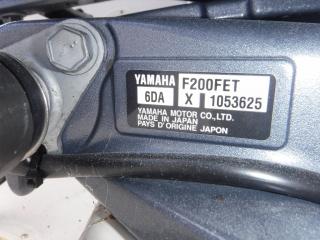 YAMAHA F200FET
6DA X 1053625
YAMAHA MOTOR CO.,LTD.
MADE IN JAPAN
PAYS D'ORIGINE JAPON